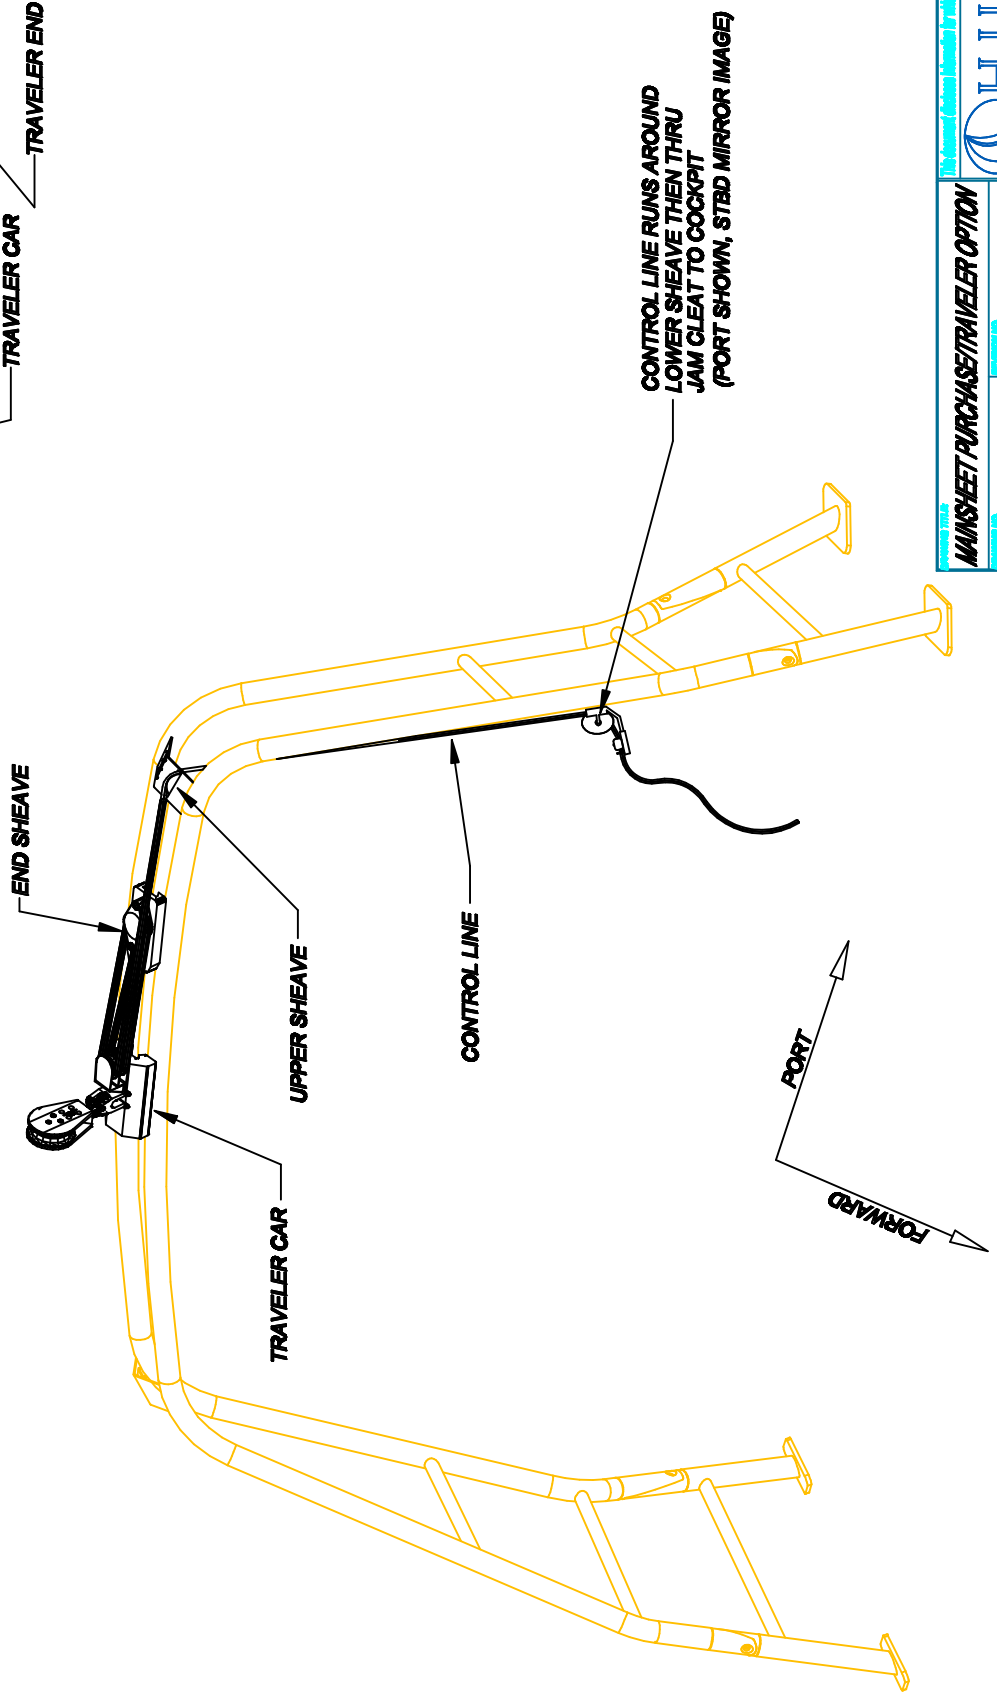 TRAVELER CAR
TRAVELER END
END SHEAVE
UPPER SHEAVE
CONTROL LINE
TRAVELER CAR
CONTROL LINE RUNS AROUND
LOWER SHEAVE THEN THRU
JAM CLEAT TO COCKPIT
(PORT SHOWN, STBD MIRROR IMAGE)
PORT
FORWARD
MAINSHEET PURCHASE/TRAVELER OPTION